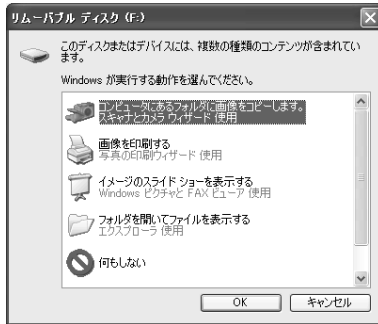 リムーバブル ディスク (F:)
このディスクまたはデバイスには、複数の種類のコンテンツが含まれてい
ます。
Windows が実行する動作を選んでください。
コンピュータにあるフォルダに画像をコピーします。
スキャナとカメラ ウィザード 使用
画像を印刷する
写真の印刷ウィザード 使用
イメージのスライド ショーを表示する
Windows ピクチャと FAX ビューア 使用
フォルダを開いてファイルを表示する
エクスプローラ 使用
何もしない
OK
キャンセル